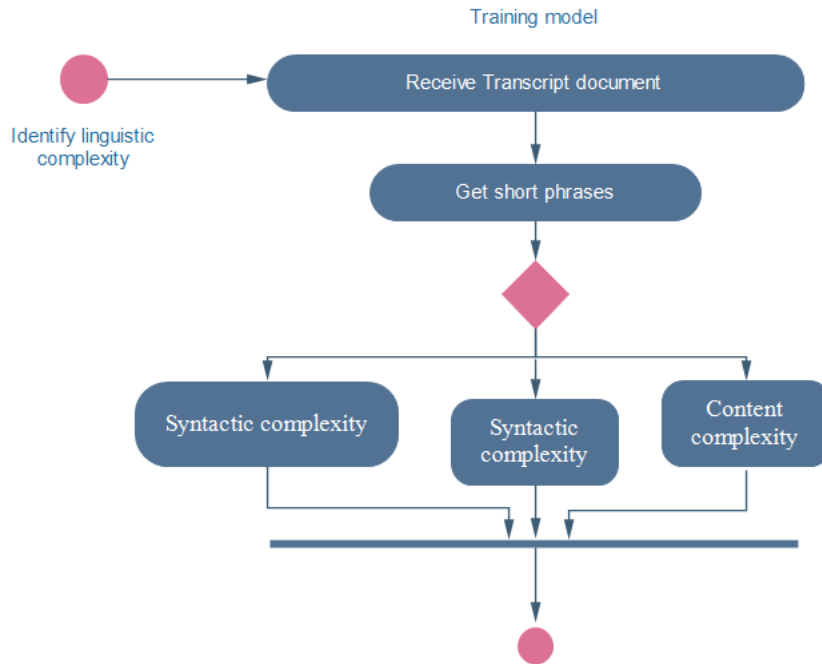 Training model
Receive Transcript document
Identify linguistic
complexity
Get short phrases
Syntactic complexity
Syntactic
complexity
Content
complexity